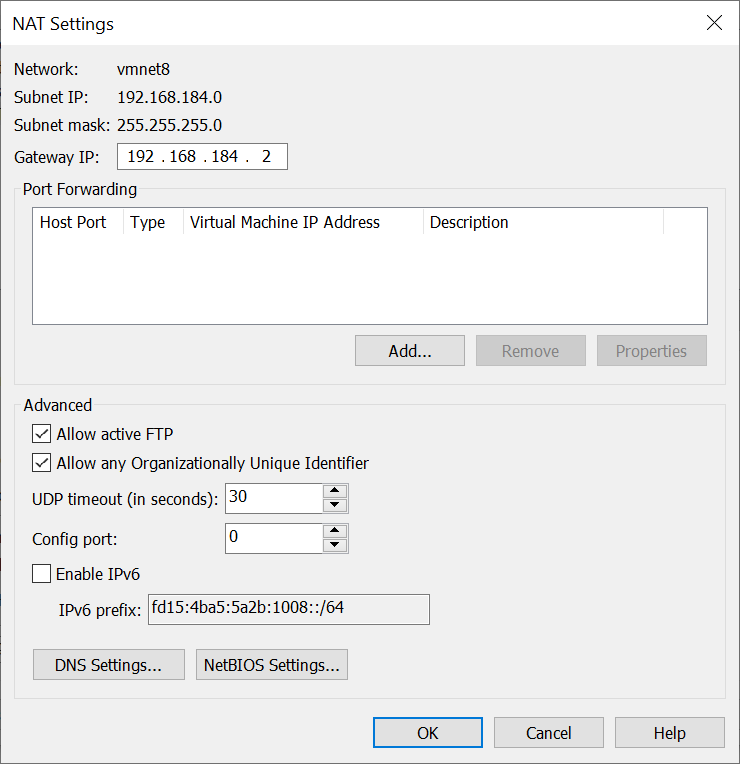 NAT Settings
Network: vmnet8
Subnet IP: 192.168.184.0
Subnet mask: 255.255.255.0
Gateway IP: 192 . 168 . 184 . 2
Port Forwarding
Host Port Type Virtual Machine IP Address Description
Add... Remove Properties
Advanced
Allow active FTP
Allow any Organizationally Unique Identifier
UDP timeout (in seconds): 30
Config port: 0
Enable IPv6
IPv6 prefix: fd15:4ba5:5a2b:1008::/64
DNS Settings... NetBIOS Settings...
OK Cancel Help